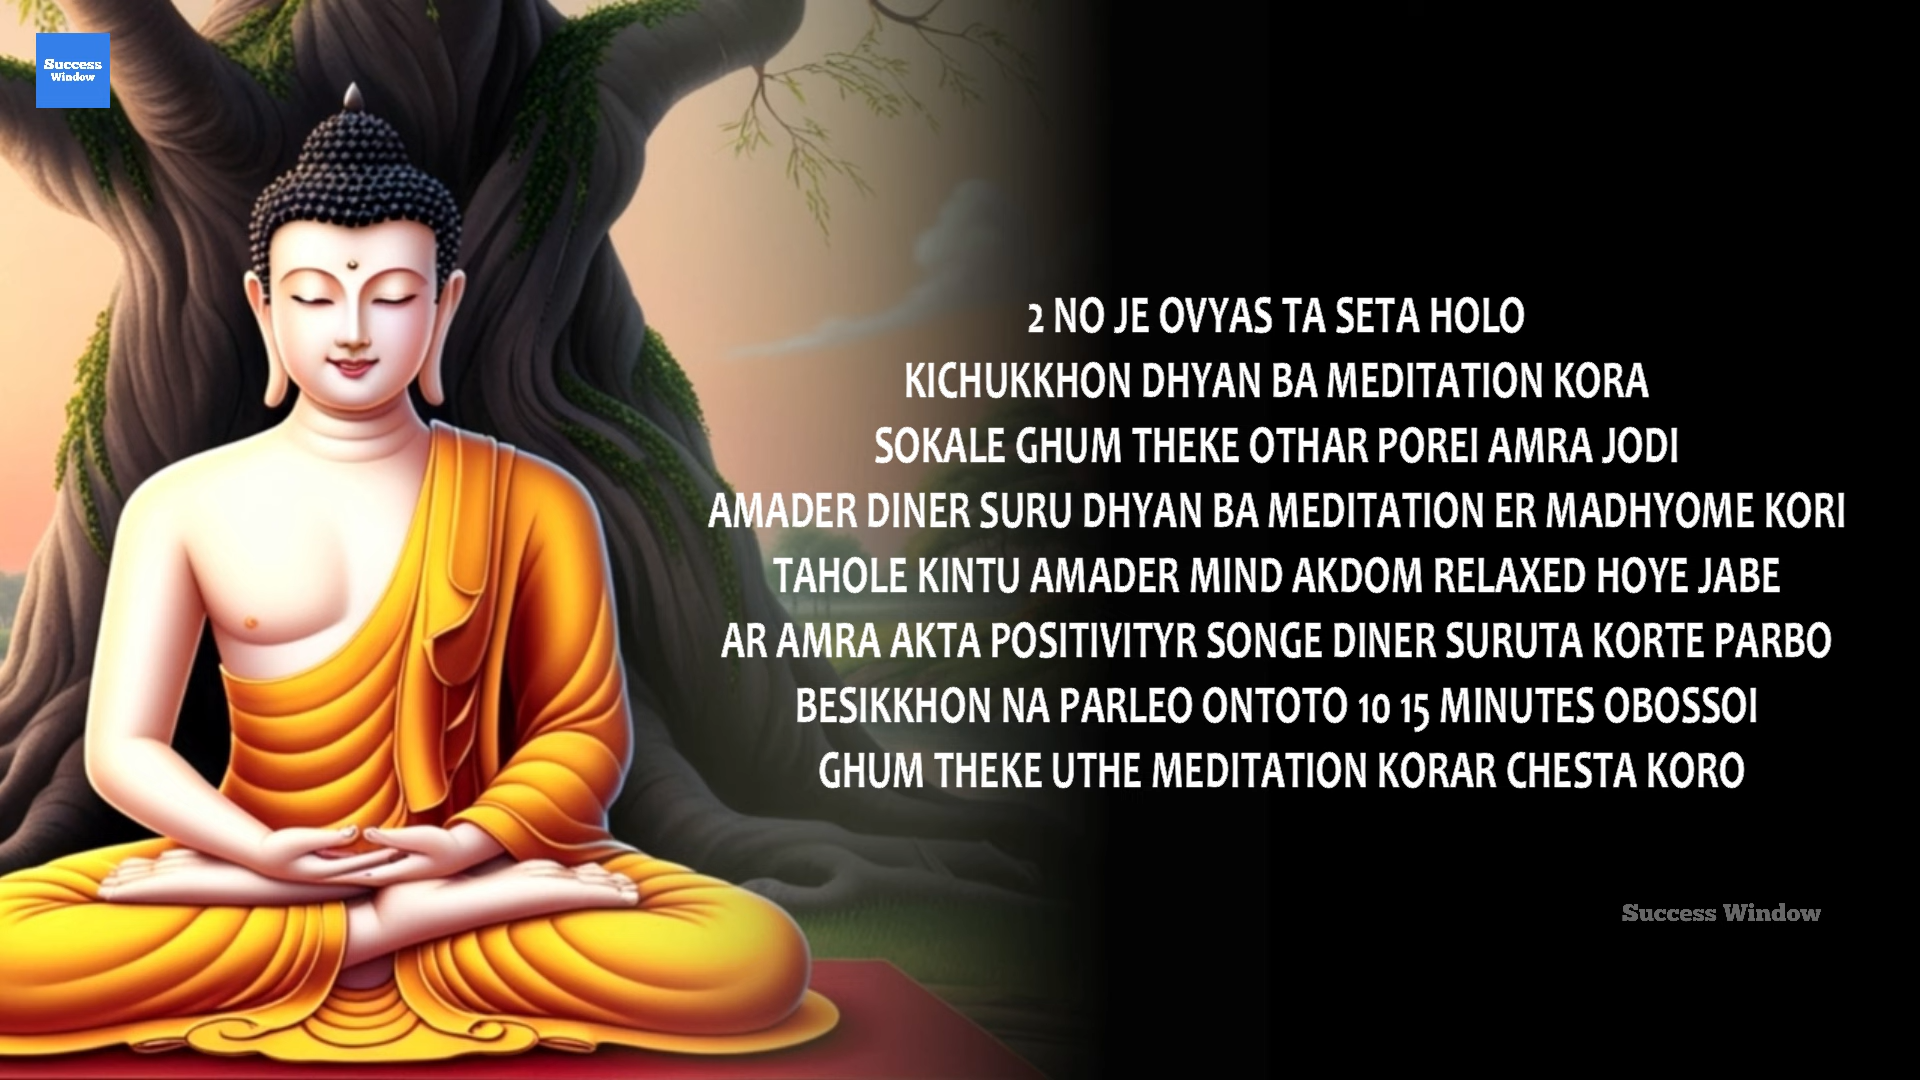 Success
Window
2 NO JE OVYAS TA SETA HOLO
KICHUKKHON DHYAN BA MEDITATION KORA
SOKALE GHUM THEKE OTHAR POREI AMRA JODI
AMADER DINER SURU DHYAN BA MEDITATION ER MADHYOME KORI
TAHOLE KINTU AMADER MIND AKDOM RELAXED HOYE JABE
AR AMRA AKTA POSITIVITYR SONGE DINER SURUTA KORTE PARBO
BESIKKHON NA PARLEO ONTOTO 10 15 MINUTES OBOSSOI
GHUM THEKE UTHE MEDITATION KORAR CHESTA KORO
Success Window